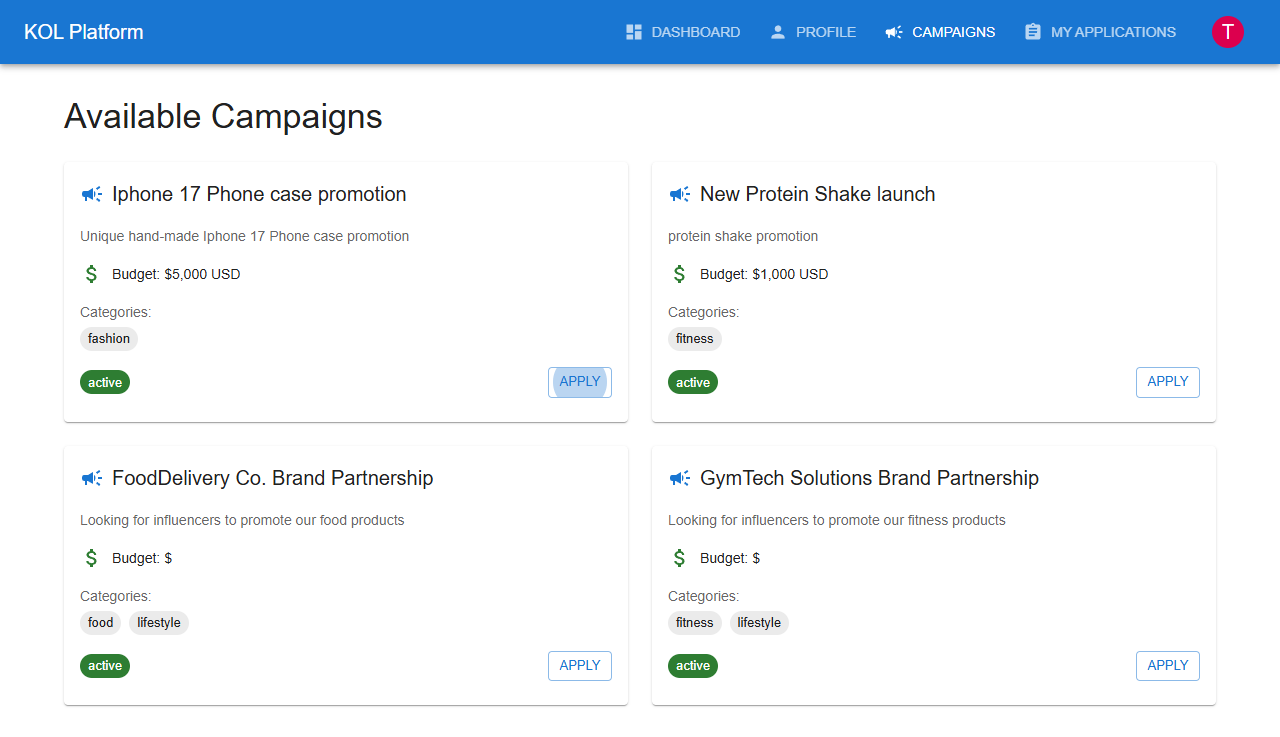 KOL Platform
DASHBOARD
PROFILE
CAMPAIGNS
MY APPLICATIONS
T
Available Campaigns
Iphone 17 Phone case promotion
Unique hand-made Iphone 17 Phone case promotion
Budget: $5,000 USD
Categories:
fashion
active
APPLY
New Protein Shake launch
protein shake promotion
Budget: $1,000 USD
Categories:
fitness
active
APPLY
FoodDelivery Co. Brand Partnership
Looking for influencers to promote our food products
Budget: $
Categories:
food lifestyle
active
APPLY
GymTech Solutions Brand Partnership
Looking for influencers to promote our fitness products
Budget: $
Categories:
fitness lifestyle
active
APPLY